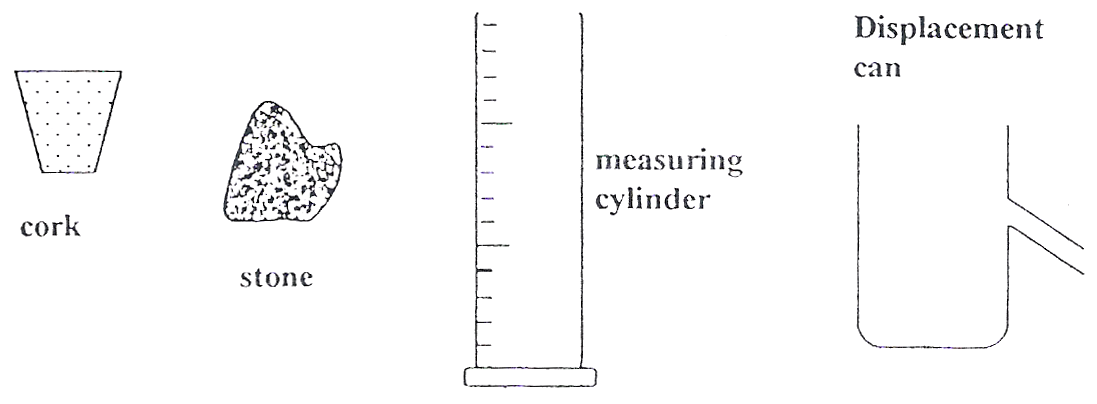 cork
stone
measuring
cylinder
Displacement
can